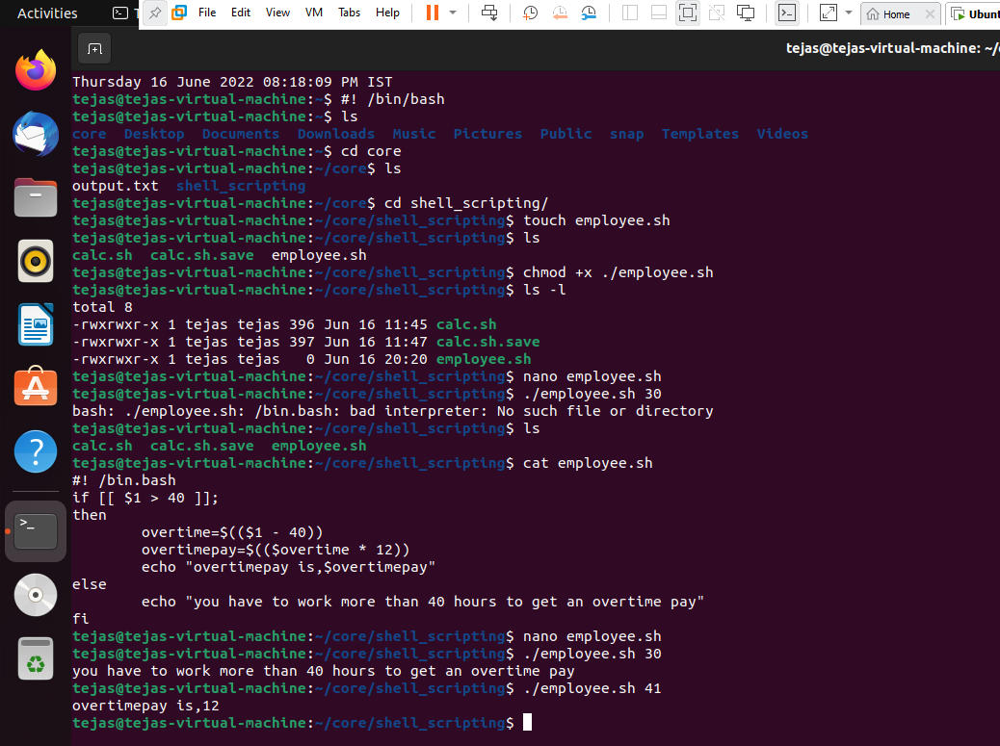 Activities
T
File Edit View VM Tabs Help
Home
Ubunt
tejas@tejas-virtual-machine: ~/c
Thursday 16 June 2022 08:18:09 PM IST
tejas@tejas-virtual-machine:~$ #! /bin/bash
tejas@tejas-virtual-machine:~$ ls
core  Desktop  Documents  Downloads  Music  Pictures  Public  snap  Templates  Videos
tejas@tejas-virtual-machine:~$ cd core
tejas@tejas-virtual-machine:~/core$ ls
output.txt  shell_scripting
tejas@tejas-virtual-machine:~/core$ cd shell_scripting/
tejas@tejas-virtual-machine:~/core/shell_scripting$ touch employee.sh
tejas@tejas-virtual-machine:~/core/shell_scripting$ ls
calc.sh  calc.sh.save  employee.sh
tejas@tejas-virtual-machine:~/core/shell_scripting$ chmod +x ./employee.sh
tejas@tejas-virtual-machine:~/core/shell_scripting$ ls -l
total 8
-rwxrwxr-x 1 tejas tejas 396 Jun 16 11:45 calc.sh
-rwxrwxr-x 1 tejas tejas 397 Jun 16 11:47 calc.sh.save
-rwxrwxr-x 1 tejas tejas   0 Jun 16 20:20 employee.sh
tejas@tejas-virtual-machine:~/core/shell_scripting$ nano employee.sh
tejas@tejas-virtual-machine:~/core/shell_scripting$ ./employee.sh 30
bash: ./employee.sh: /bin.bash: bad interpreter: No such file or directory
tejas@tejas-virtual-machine:~/core/shell_scripting$ ls
calc.sh  calc.sh.save  employee.sh
tejas@tejas-virtual-machine:~/core/shell_scripting$ cat employee.sh
#! /bin.bash
if [[ $1 > 40 ]];
then
        overtime=$(($1 - 40))
        overtimepay=$(($overtime * 12))
        echo "overtimepay is,$overtimepay"
else
        echo "you have to work more than 40 hours to get an overtime pay"
fi
tejas@tejas-virtual-machine:~/core/shell_scripting$ nano employee.sh
tejas@tejas-virtual-machine:~/core/shell_scripting$ ./employee.sh 30
you have to work more than 40 hours to get an overtime pay
tejas@tejas-virtual-machine:~/core/shell_scripting$ ./employee.sh 41
overtimepay is,12
tejas@tejas-virtual-machine:~/core/shell_scripting$